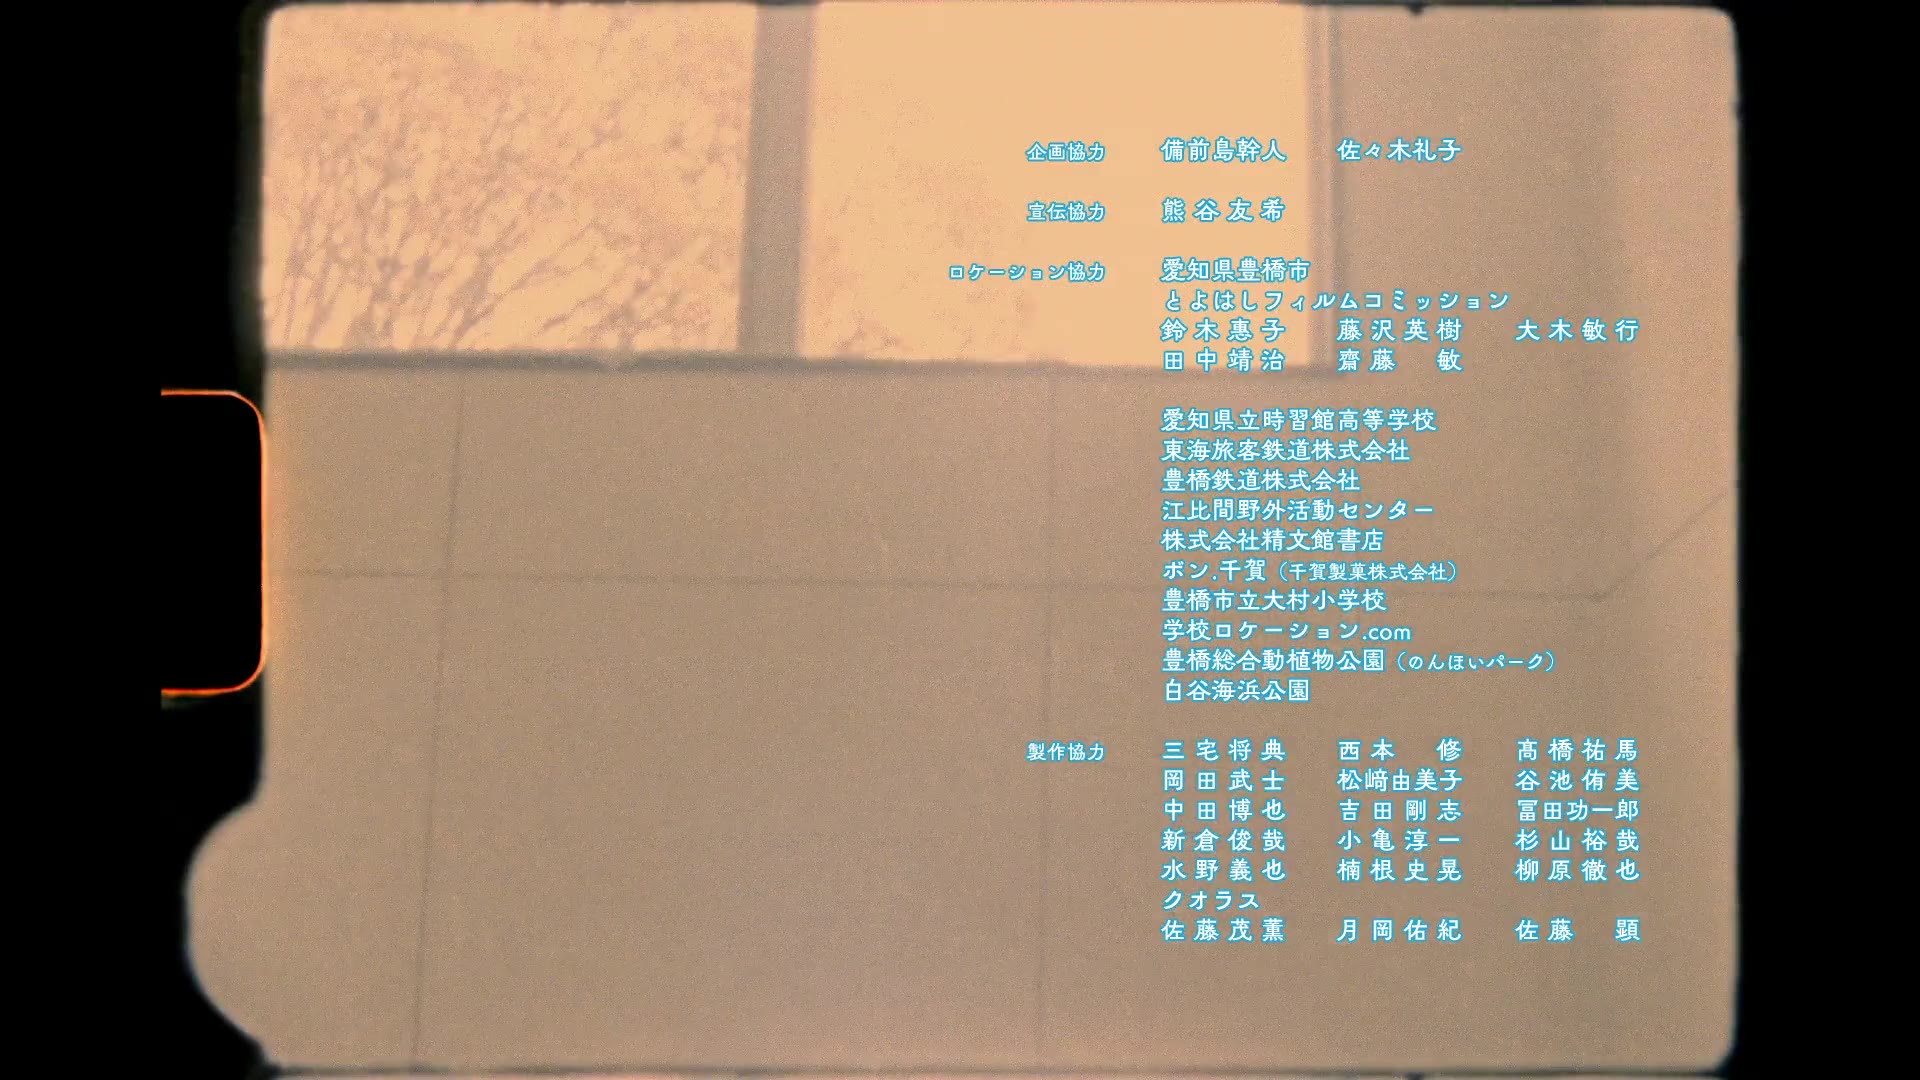 企画協力 備前島幹人 佐々木礼子
宣伝協力 熊谷友希
ロケーション協力 愛知県豊橋市
とよはしフィルムコミッション
鈴木惠子 藤沢英樹 大木敏行
田中靖治 齋藤敏
愛知県立時習館高等学校
東海旅客鉄道株式会社
豊橋鉄道株式会社
江比間野外活動センター
株式会社精文館書店
ボン.千賀（千賀製菓株式会社）
豊橋市立大村小学校
学校ロケーション.com
豊橋総合動植物公園（のんほいパーク）
白谷海浜公園
製作協力 三宅将典 西本修 髙橋祐馬
岡田武士 松﨑由美子 谷池侑美
中田博也 吉田剛志 冨田功一郎
新倉俊哉 小亀淳一 杉山裕哉
水野義也 楠根史晃 柳原徹也
クオラス
佐藤茂薫 月岡佑紀 佐藤顕